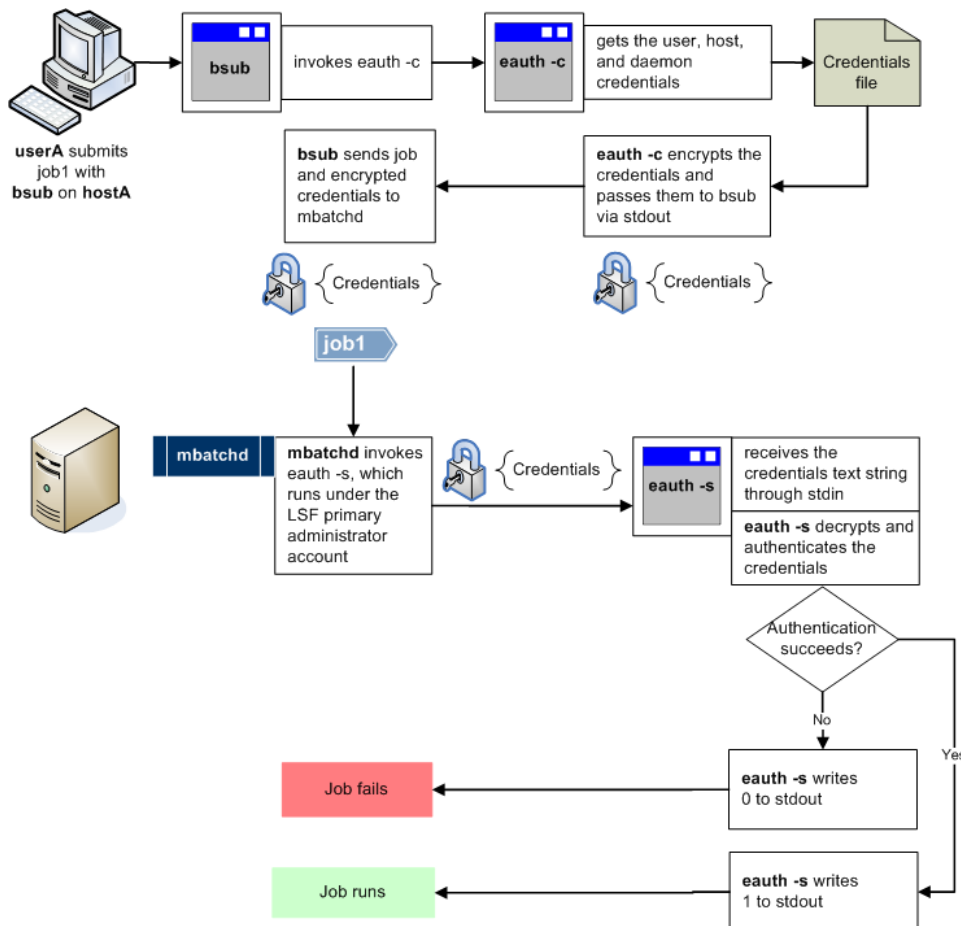 bsub
invokes eauth -c
eauth -c
gets the user, host,
and daemon
credentials
Credentials
file
userA submits
job1 with
bsub on hostA
bsub sends job
and encrypted
credentials to
mbatchd
eauth -c encrypts the
credentials and
passes them to bsub
via stdout
{Credentials}
{Credentials}
job1
mbatchd
mbatchd invokes
eauth -s, which
runs under the
LSF primary
administrator
account
{Credentials}
eauth -s
receives the
credentials text string
through stdin
eauth -s decrypts and
authenticates the
credentials
Authentication
succeeds?
No
Yes
Job fails
eauth -s writes
0 to stdout
Job runs
eauth -s writes
1 to stdout